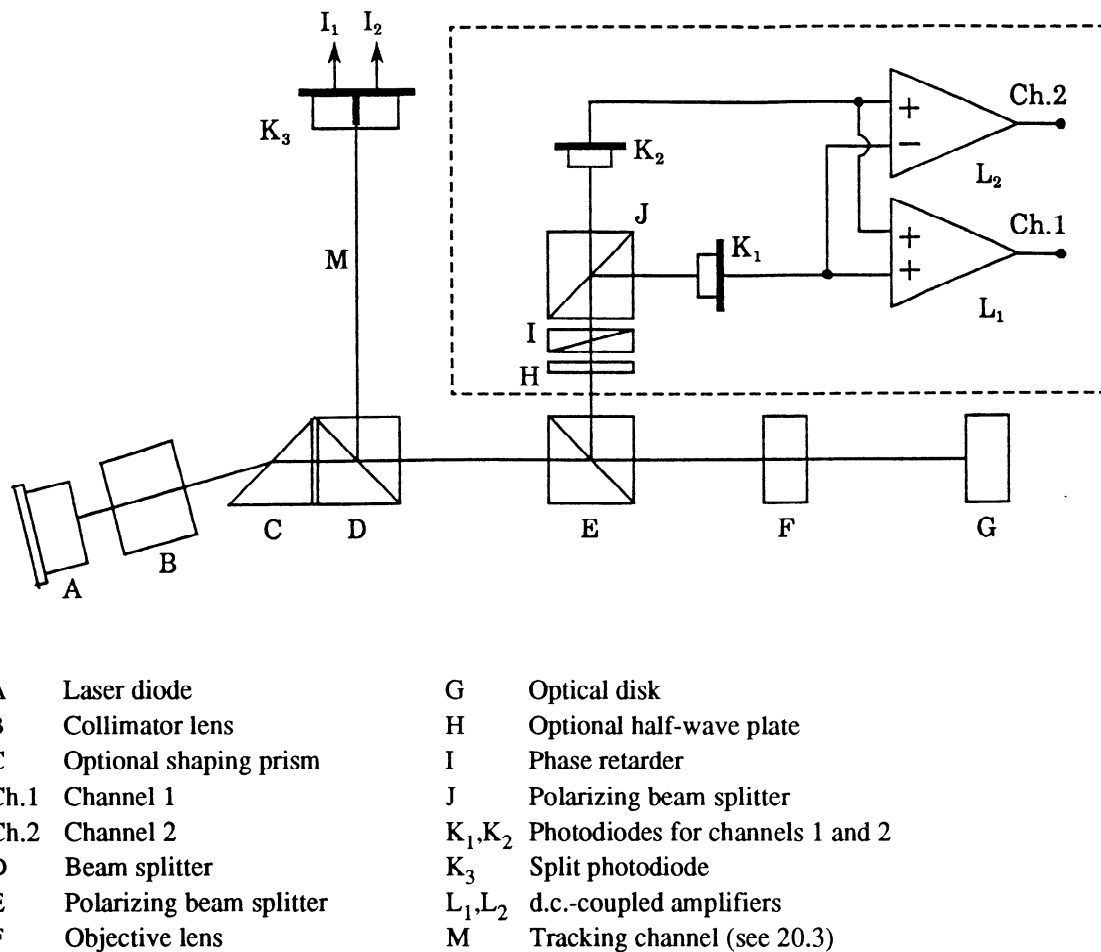 I₁ I₂
K₃
M
K₂
J
K₁
I
H
+
−
L₂
Ch.2
+
+
L₁
Ch.1
A
B
C
D
E
F
G
Laser diode
Collimator lens
Optional shaping prism
Ch.1 Channel 1
Ch.2 Channel 2
D Beam splitter
E Polarizing beam splitter
F Objective lens
G Optical disk
H Optional half-wave plate
I Phase retarder
J Polarizing beam splitter
K₁,K₂ Photodiodes for channels 1 and 2
K₃ Split photodiode
L₁,L₂ d.c.-coupled amplifiers
M Tracking channel (see 20.3)